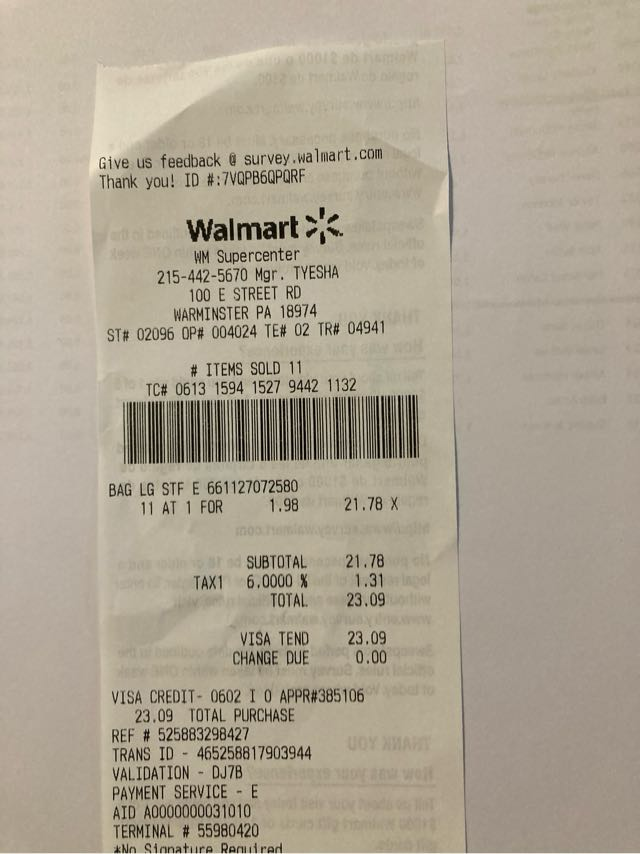 Give us feedback @ survey.walmart.com
Thank you! ID #:7VQPB6QPQRF
Walmart
WM Supercenter
215-442-5670 Mgr. TYESHA
100 E STREET RD
WARMINSTER PA 18974
ST# 02096 OP# 004024 TE# 02 TR# 04941
# ITEMS SOLD 11
TC# 0613 1594 1527 9442 1132
BAG LG STF E 661127072580
11 AT 1 FOR 1.98 21.78 X
SUBTOTAL 21.78
TAX1 6.0000 % 1.31
TOTAL 23.09
VISA TEND 23.09
CHANGE DUE 0.00
VISA CREDIT- 0602 I 0 APPR#385106
23.09 TOTAL PURCHASE
REF # 525883298427
TRANS ID - 465258817903944
VALIDATION - DJ7B
PAYMENT SERVICE - E
AID A0000000031010
TERMINAL # 55980420
*No Signature Required